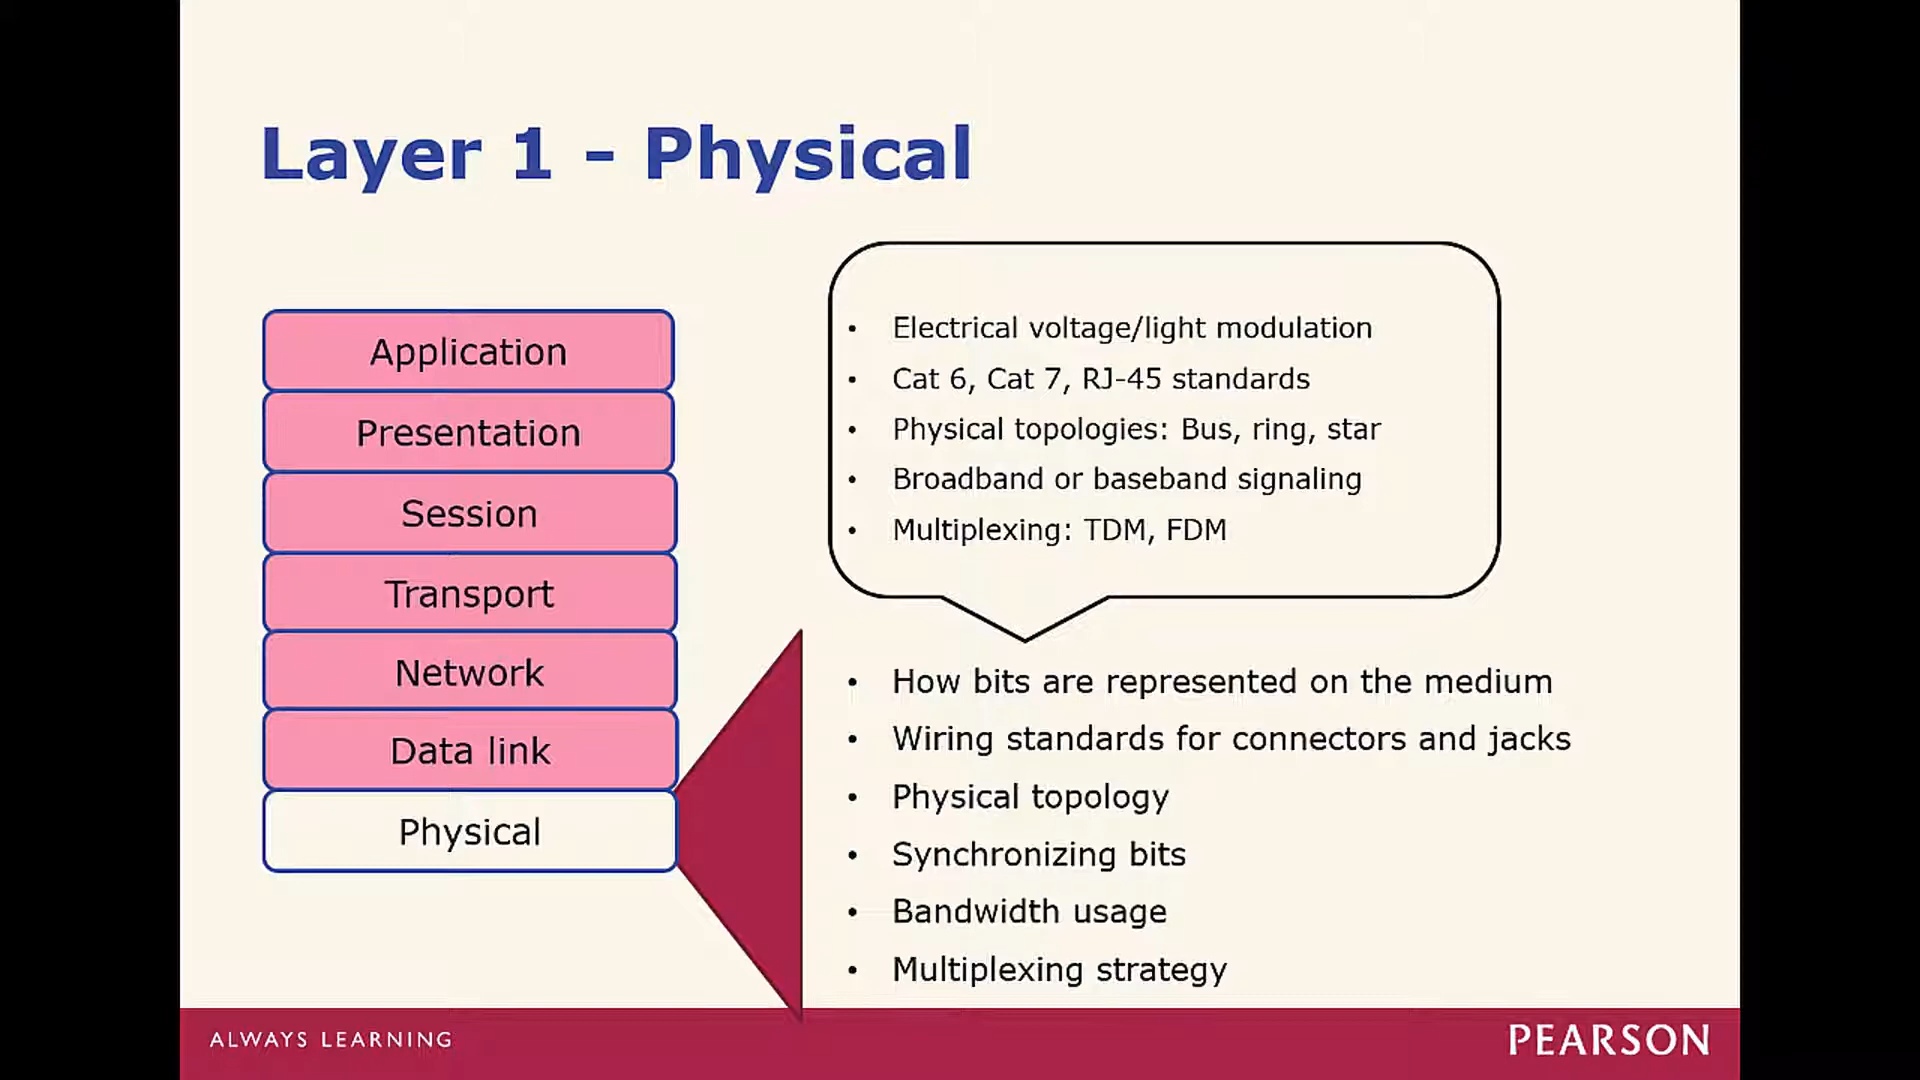 Layer 1 - Physical
Application
Presentation
Session
Transport
Network
Data link
Physical
• Electrical voltage/light modulation
• Cat 6, Cat 7, RJ-45 standards
• Physical topologies: Bus, ring, star
• Broadband or baseband signaling
• Multiplexing: TDM, FDM
• How bits are represented on the medium
• Wiring standards for connectors and jacks
• Physical topology
• Synchronizing bits
• Bandwidth usage
• Multiplexing strategy
ALWAYS LEARNING
PEARSON